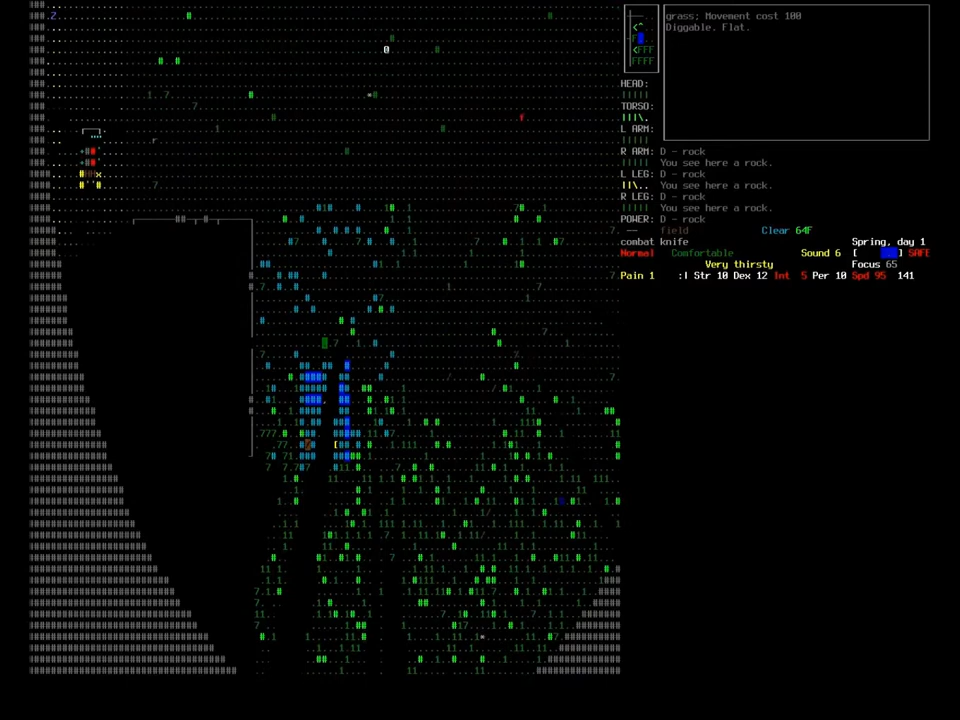 grass; Movement cost 100
Diggable. Flat.
HEAD:
TORSO:
L ARM:
R ARM: D - rock
You see here a rock.
L LEG: D - rock
You see here a rock.
R LEG: D - rock
You see here a rock.
POWER: D - rock
-- field Clear 64F
combat knife Spring, day 1
Normal Comfortable Sound 6 SAFE
Very thirsty Focus 65
Pain 1 :| Str 10 Dex 12 Int 5 Per 10 Spd 95 141